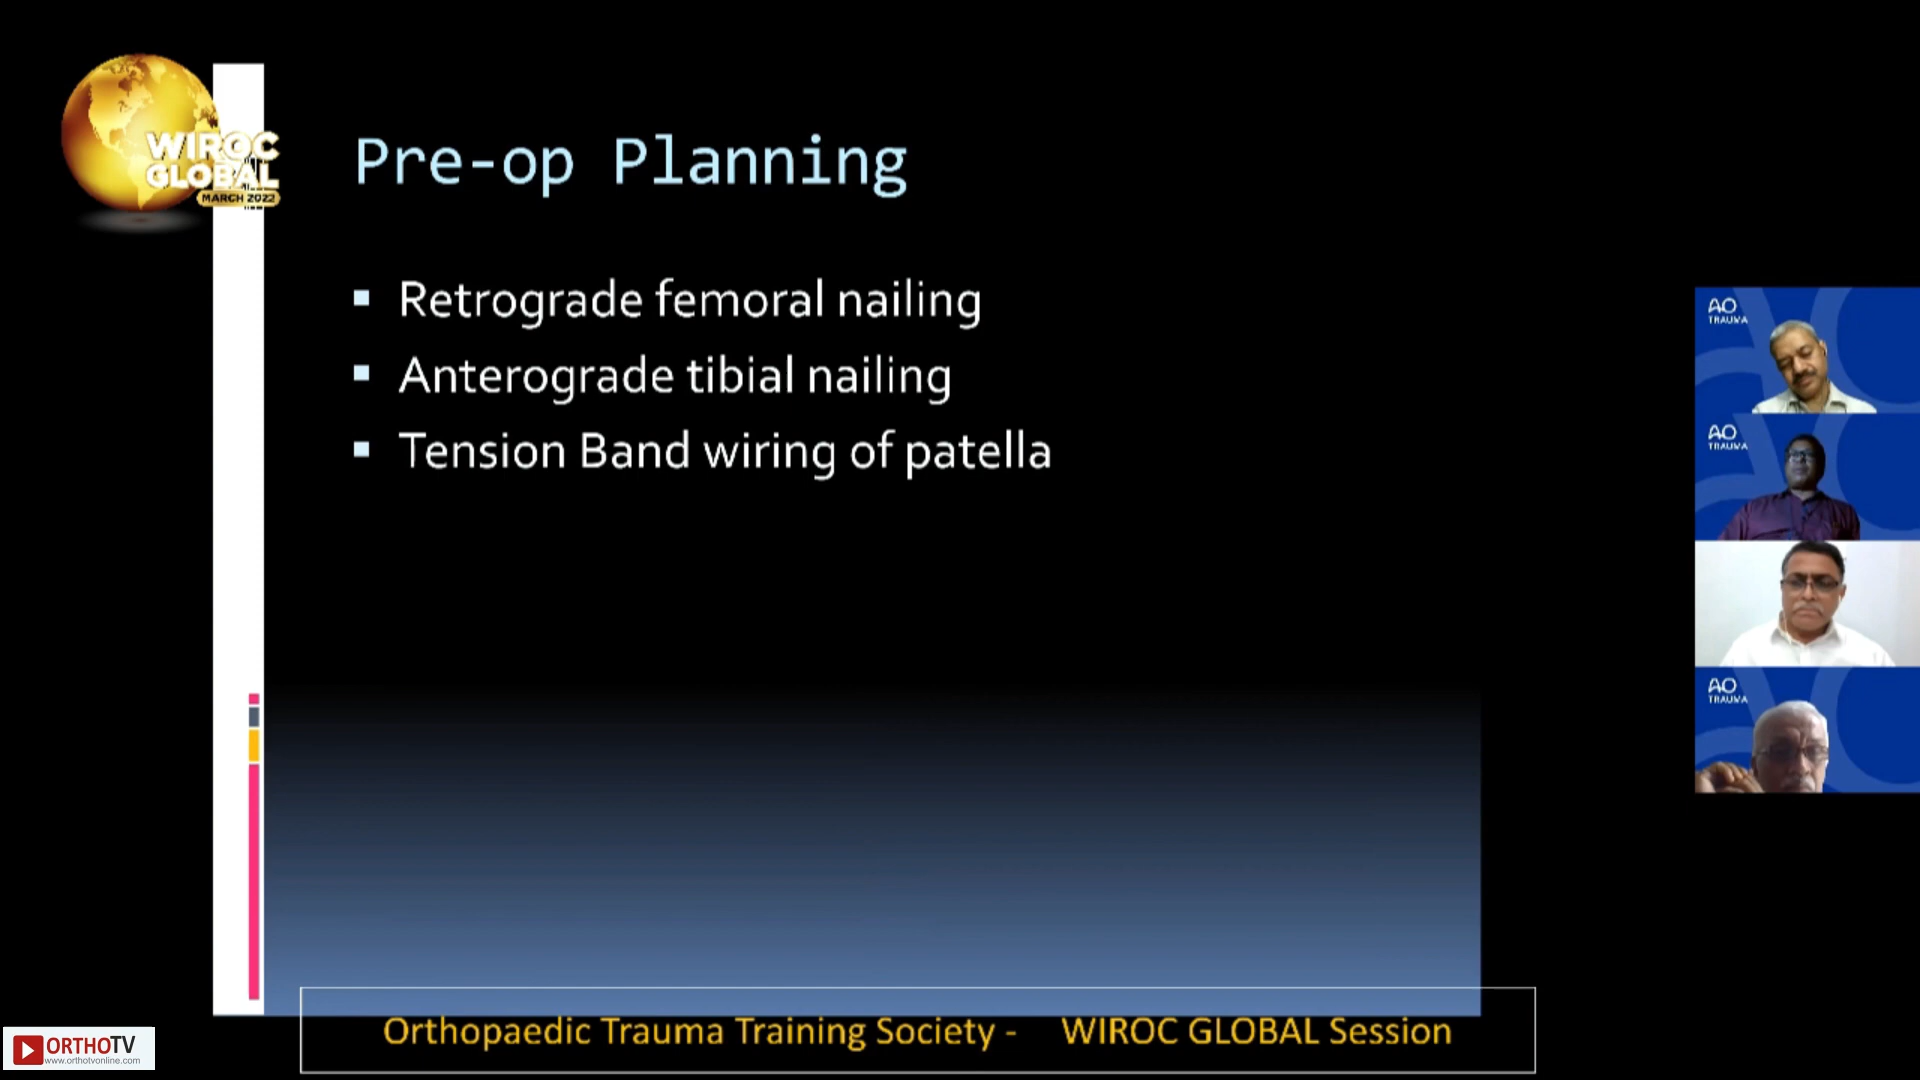 WIROC
GLOBAL
MARCH 2022
Pre-op Planning
Retrograde femoral nailing
Anterograde tibial nailing
Tension Band wiring of patella
AO
TRAUMA
AO
TRAUMA
AO
TRAUMA
Orthopaedic Trauma Training Society - WIROC GLOBAL Session
ORTHOTV
www.orthotvonline.com